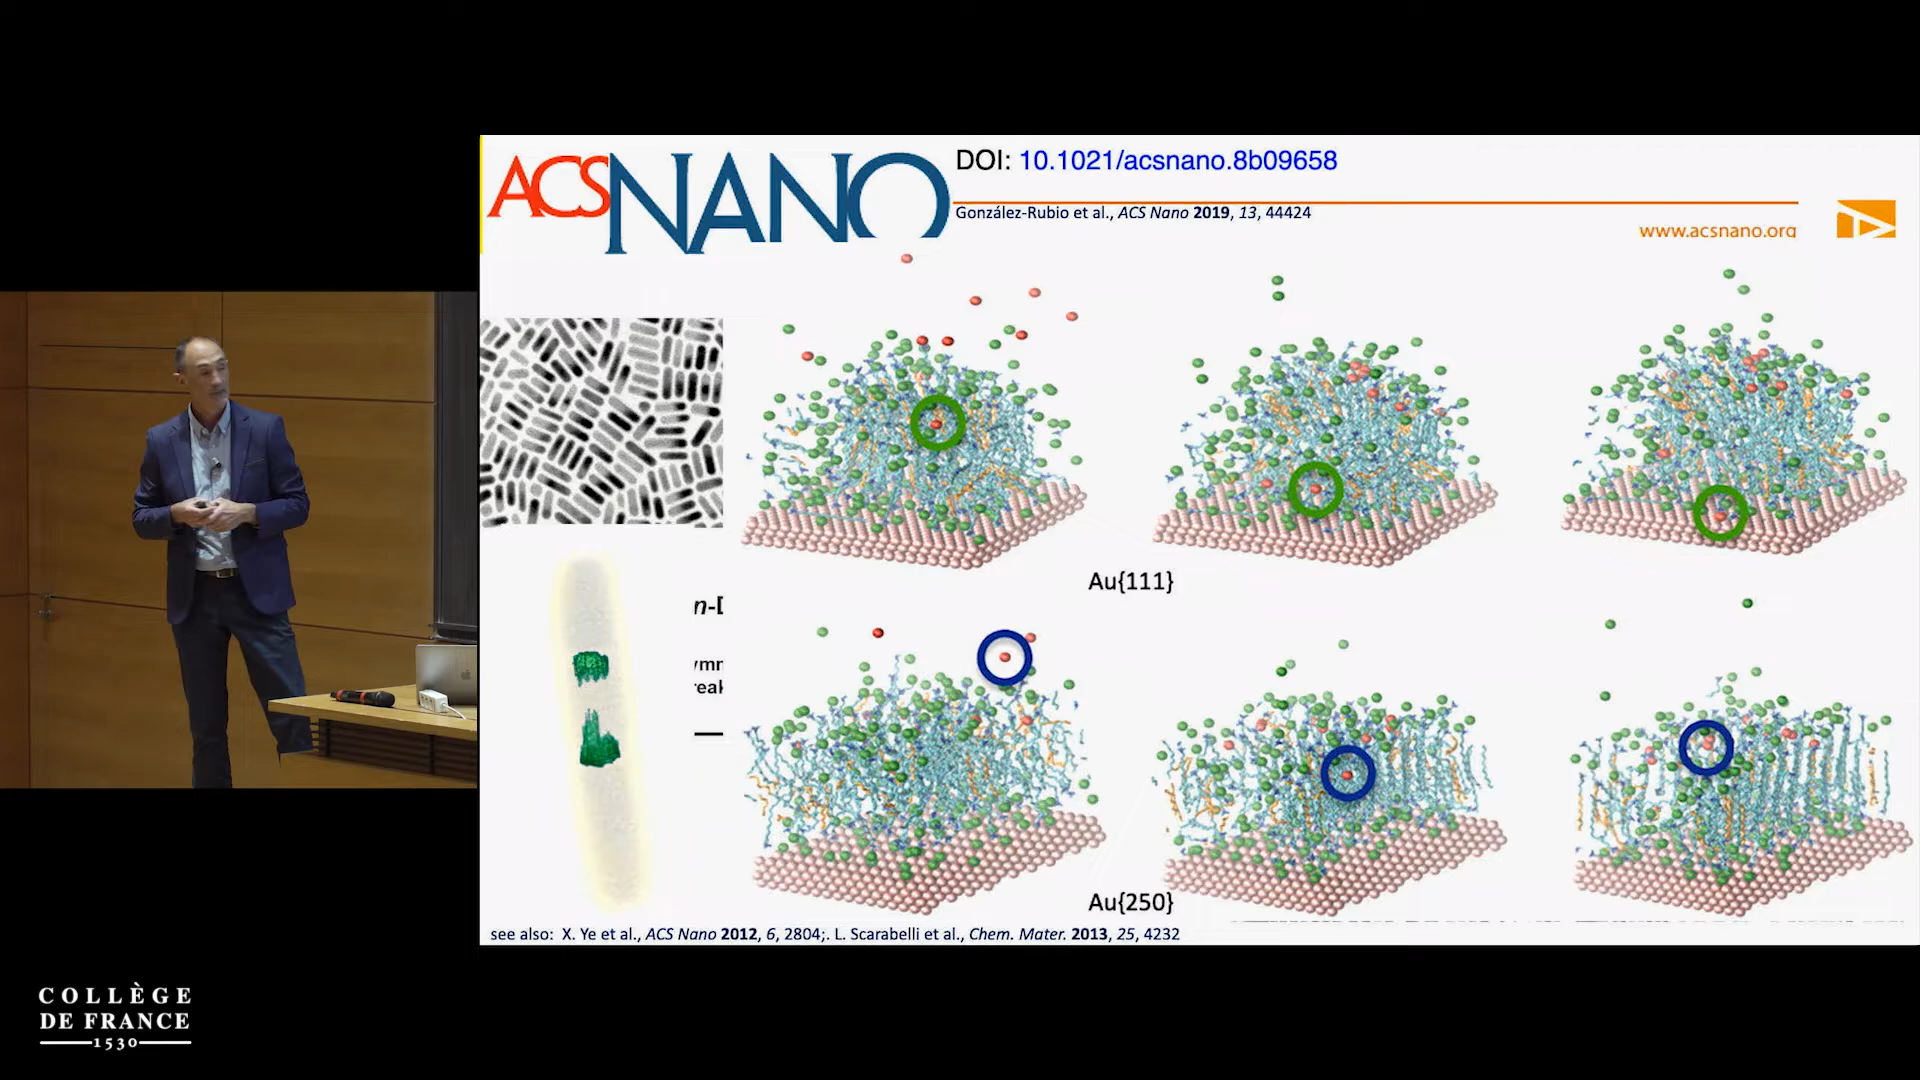 ACSNANO
DOI: 10.1021/acsnano.8b09658
González-Rubio et al., ACS Nano 2019, 13, 44424
www.acsnano.org
n-D
ymn
reak
Au{111}
Au{250}
see also: X. Ye et al., ACS Nano 2012, 6, 2804;. L. Scarabelli et al., Chem. Mater. 2013, 25, 4232
COLLÈGE
DE FRANCE
1530